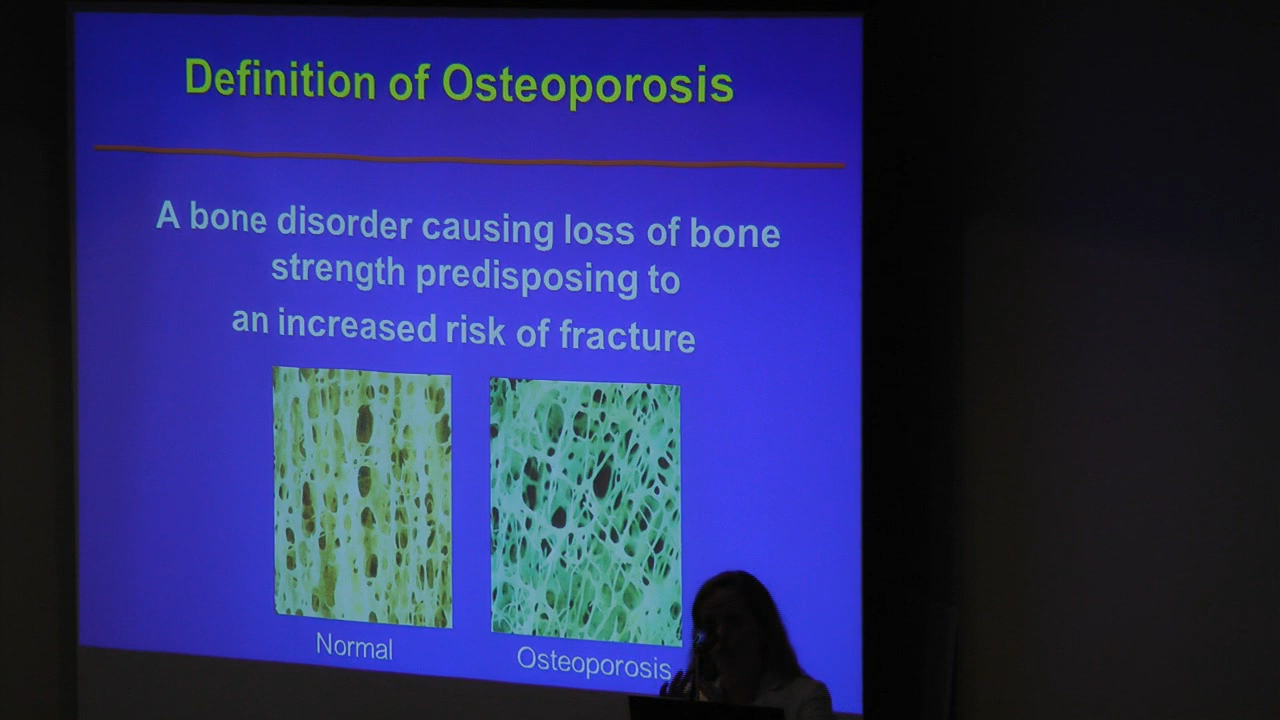 Definition of Osteoporosis
A bone disorder causing loss of bone
strength predisposing to
an increased risk of fracture
Normal
Osteoporosis